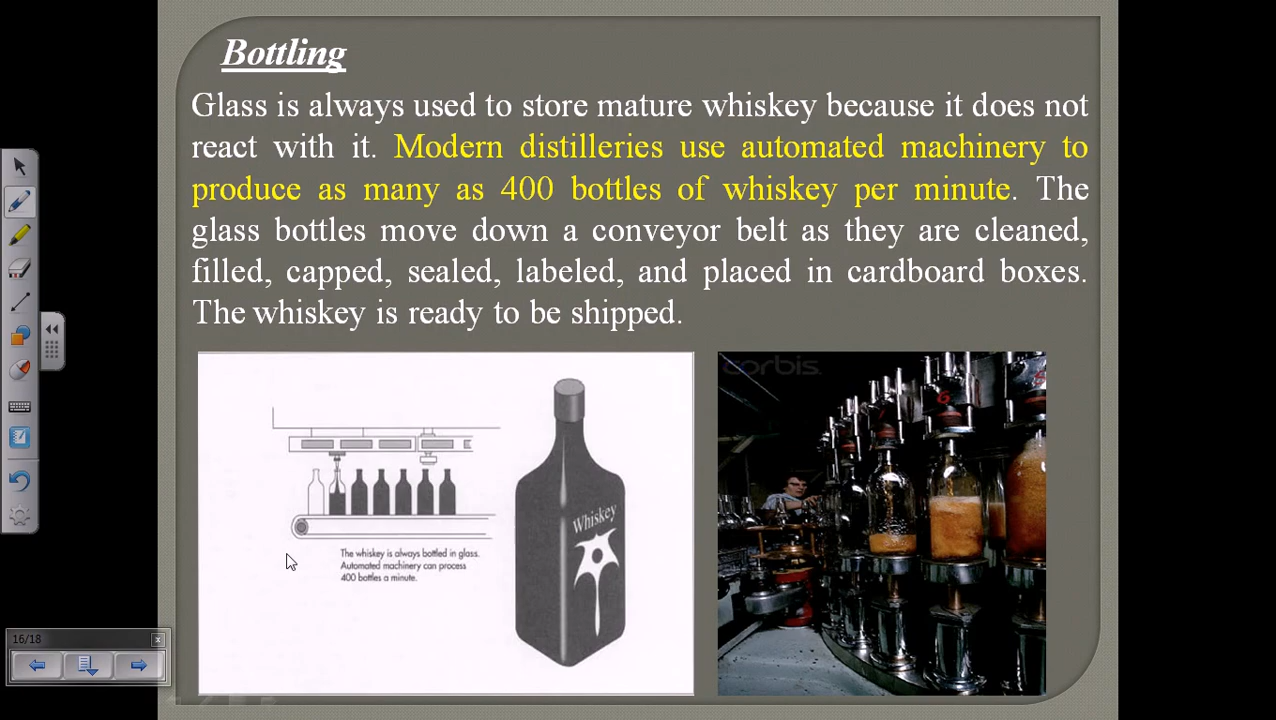 Bottling
Glass is always used to store mature whiskey because it does not
react with it. Modern distilleries use automated machinery to
produce as many as 400 bottles of whiskey per minute. The
glass bottles move down a conveyor belt as they are cleaned,
filled, capped, sealed, labeled, and placed in cardboard boxes.
The whiskey is ready to be shipped.
corbis
Whiskey
The whiskey is always bottled in glass.
Automated machinery can process
400 bottles a minute.
6
16/18
x